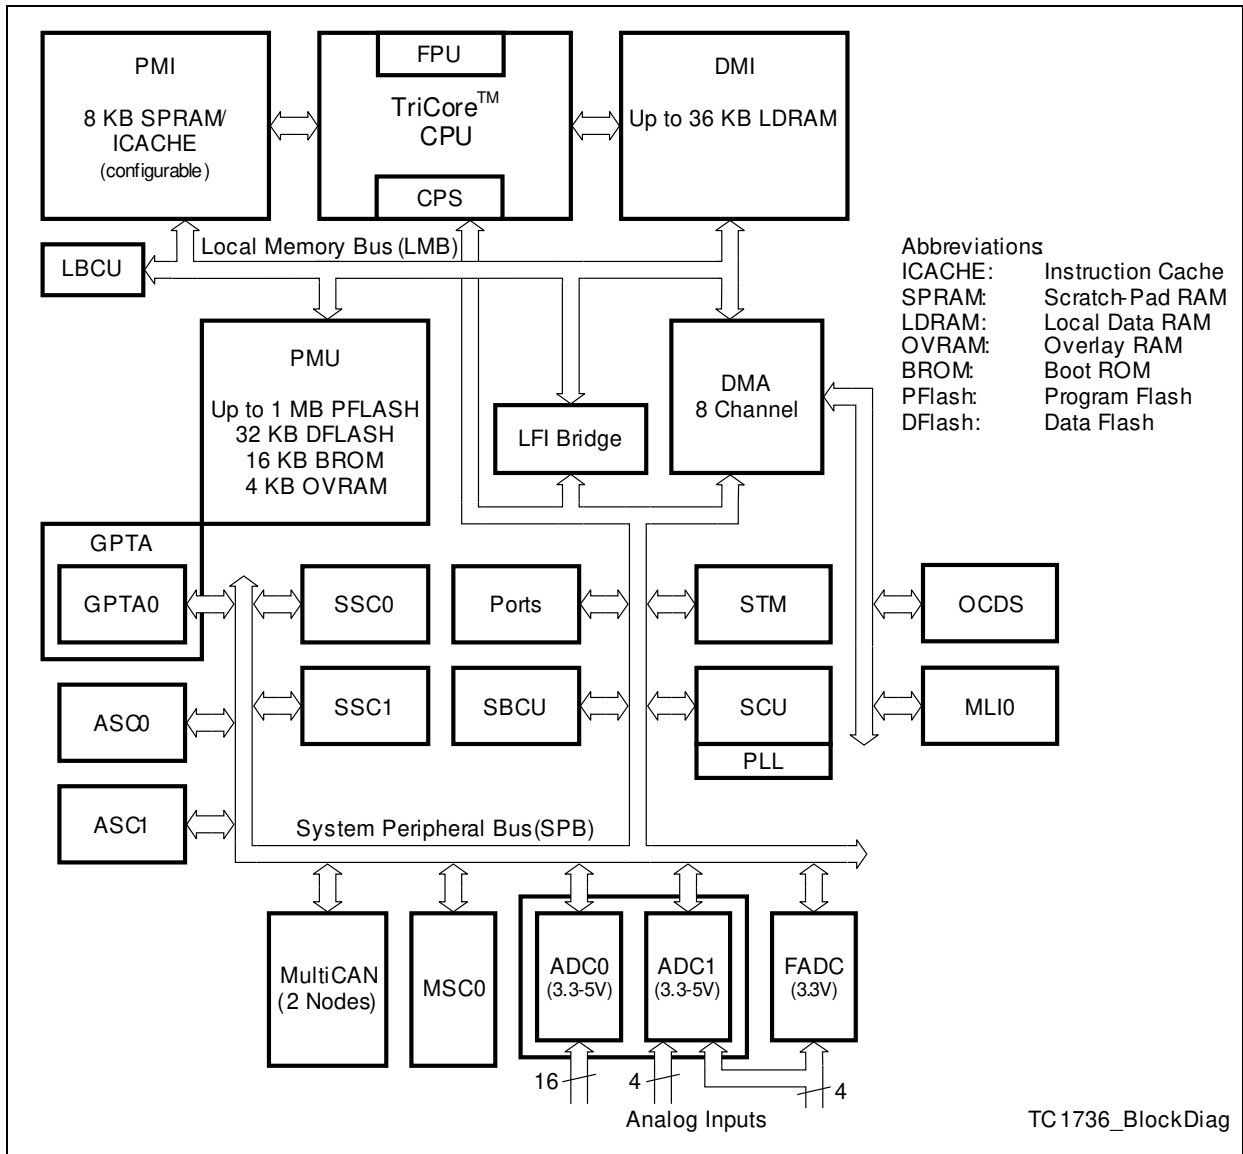 PMI
8 KB SPRAM/
ICACHE
(configurable)
FPU
TriCore™
CPU
CPS
DMI
Up to 36 KB LDRAM
Local Memory Bus (LMB)
LBCU
Abbreviations:
ICACHE: Instruction Cache
SPRAM: Scratch-Pad RAM
LDRAM: Local Data RAM
OVRAM: Overlay RAM
BROM: Boot ROM
PFlash: Program Flash
DFlash: Data Flash
PMU
Up to 1 MB PFLASH
32 KB DFLASH
16 KB BROM
4 KB OVRAM
LFI Bridge
DMA
8 Channel
GPTA
GPTA0
SSC0
Ports
STM
OCDS
ASC0
SSC1
SBCU
SCU
PLL
MLI0
ASC1
System Peripheral Bus (SPB)
MultiCAN
(2 Nodes)
MSC0
ADC0
(3.3-5V)
ADC1
(3.3-5V)
FADC
(3.3V)
16
4
4
Analog Inputs
TC1736_BlockDiag